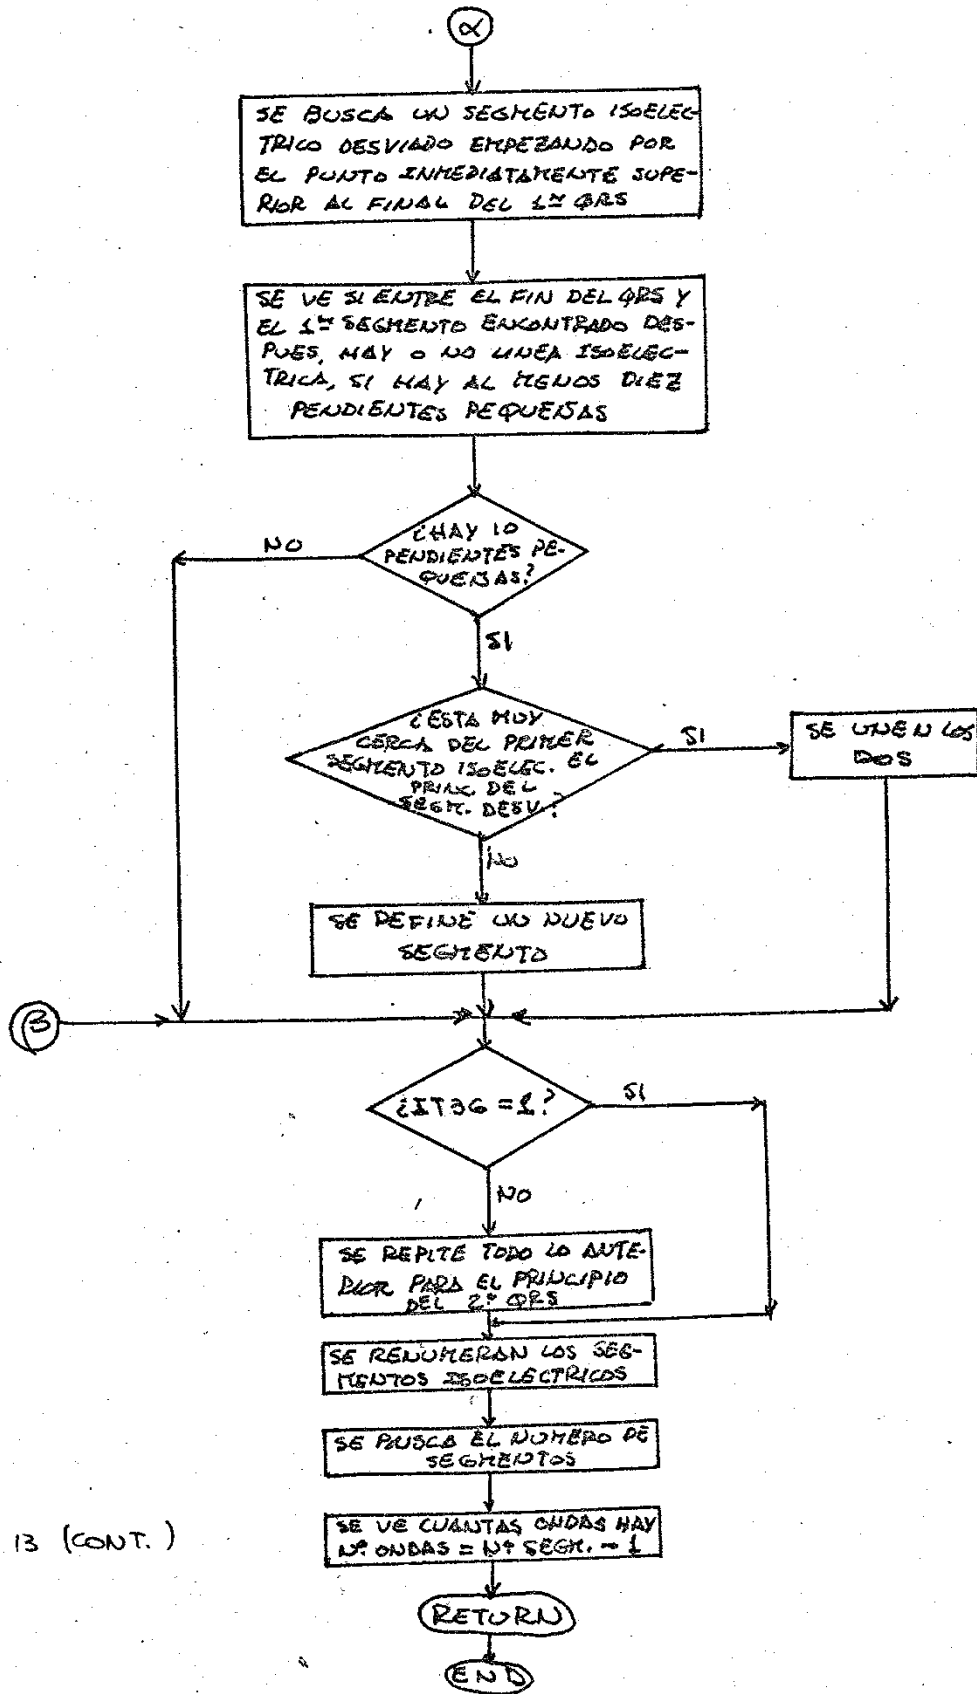 α
SE BUSCA UN SEGMENTO ISOELEC-
TRICO DESVIADO EMPEZANDO POR
EL PUNTO INMEDIATAMENTE SUPE-
RIOR AL FINAL DEL 1er QRS
SE VE SI ENTRE EL FIN DEL QRS Y
EL 1er SEGMENTO ENCONTRADO DES-
PUES, HAY O NO LINEA ISOELEC-
TRICA, SI HAY AL MENOS DIEZ
PENDIENTES PEQUEÑAS
¿HAY 10
PENDIENTES PE-
QUEÑAS?
NO
SI
¿ESTA MUY
CERCA DEL PRIMER
SEGMENTO ISOELEC. EL
PRINC. DEL
SEGM. DESV.?
SI
SE UNEN LOS
DOS
NO
SE DEFINE UN NUEVO
SEGMENTO
β
¿IT36 = 1?
SI
NO
SE REPITE TODO LO ANTE-
RIOR PARA EL PRINCIPIO
DEL 2º QRS
SE RENUMERAN LOS SEG-
MENTOS ISOELECTRICOS
SE BUSCA EL NUMERO DE
SEGMENTOS
SE VE CUANTAS ONDAS HAY
Nº ONDAS = Nº SEGM. - 1
13 (CONT.)
RETURN
END